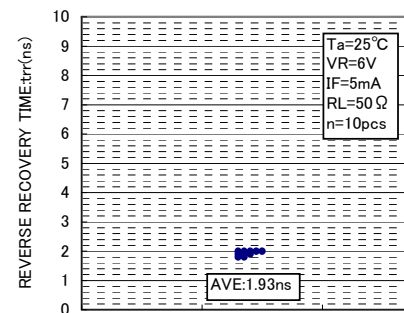 REVERSE RECOVERY TIME:trr(ns)
10
9
8
7
6
5
4
3
2
1
0
Ta=25℃
VR=6V
IF=5mA
RL=50Ω
n=10pcs
AVE:1.93ns